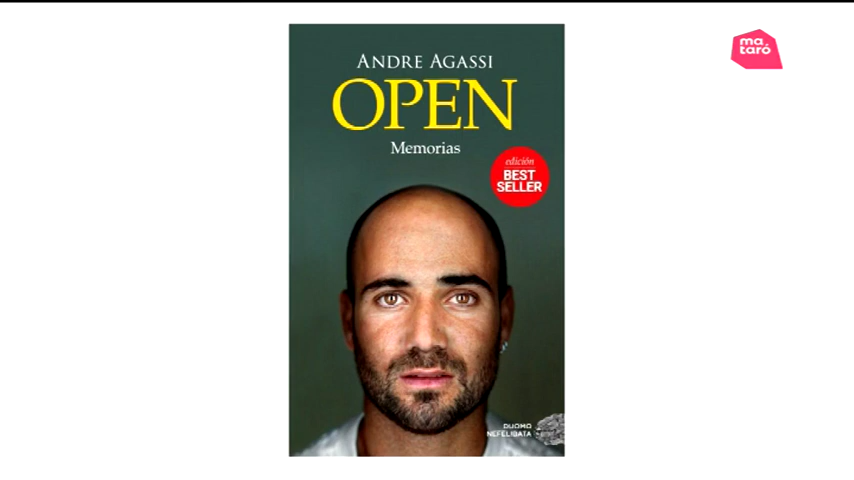 ma
taró
ANDRE AGASSI
OPEN
Memorias
edición
BEST
SELLER
DUOMO
NEFELIBATA